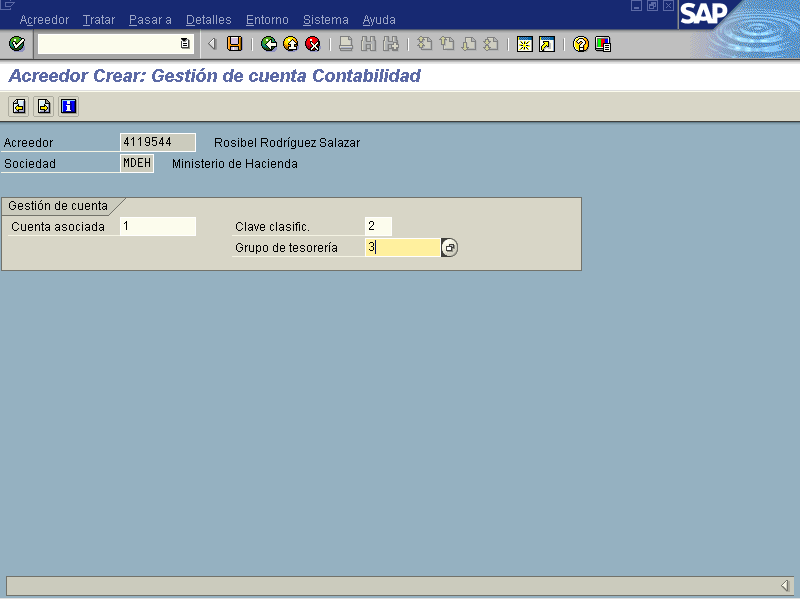 Acreedor Tratar Pasar a Detalles Entorno Sistema Ayuda
SAP
Acreedor Crear: Gestión de cuenta Contabilidad
Acreedor 4119544 Rosibel Rodríguez Salazar
Sociedad MDEH Ministerio de Hacienda
Gestión de cuenta
Cuenta asociada 1 Clave clasific. 2
Grupo de tesorería 3